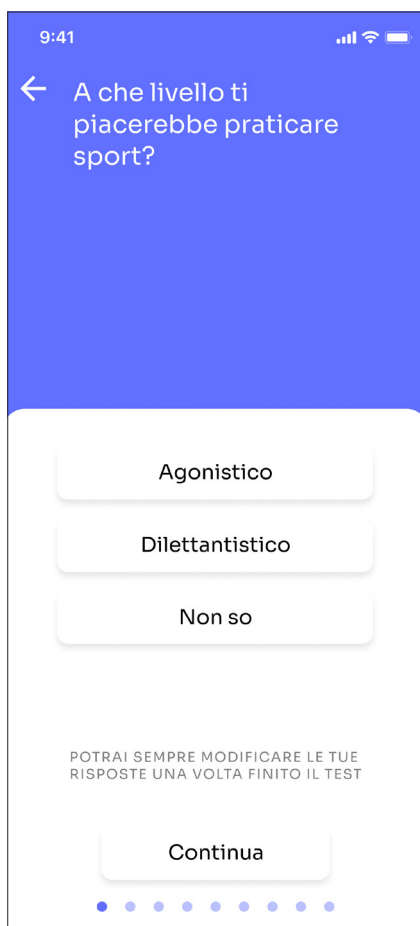 9:41
A che livello ti
piacerebbe praticare
sport?
Agonistico
Dilettantistico
Non so
POTRAI SEMPRE MODIFICARE LE TUE
RISPOSTE UNA VOLTA FINITO IL TEST
Continua